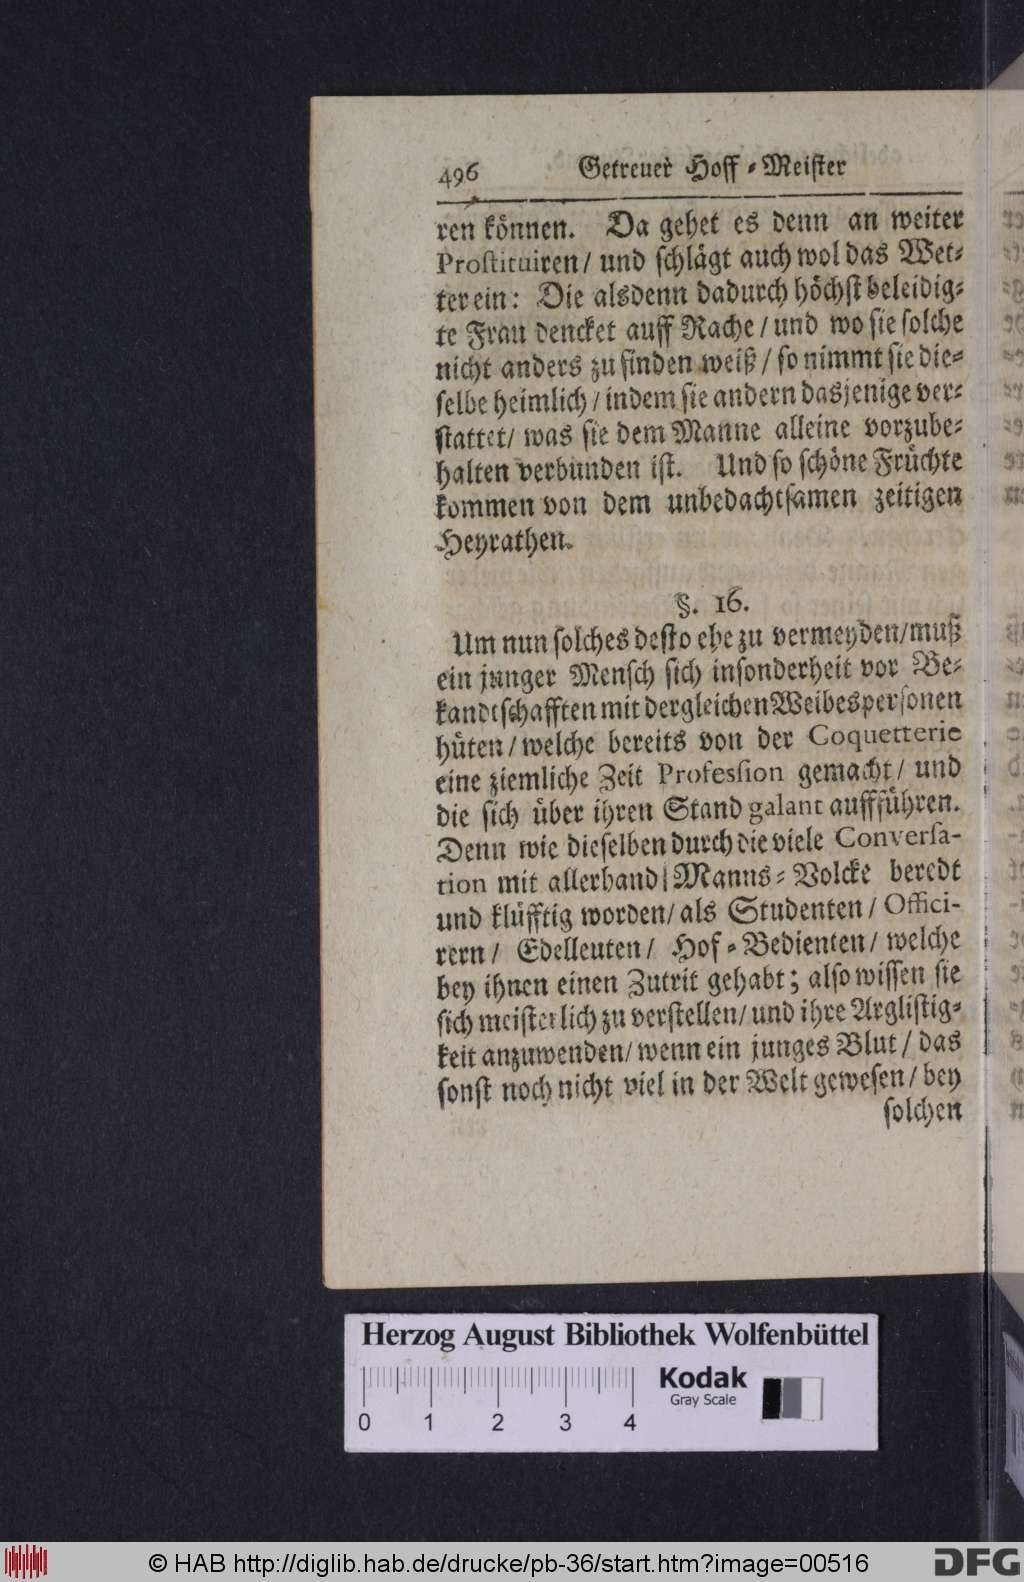 496 Getreuer Hoff-Meister
ren können. Da gehet es denn an weiter
Prostituiren/ und schlägt auch wol das Wet-
ter ein: Die alsdenn dadurch höchst beleidig-
te Frau dencket auff Rache/ und wo sie solche
nicht anders zu finden weiß/ so nimmt sie die-
selbe heimlich/ indem sie andern dasjenige ver-
stattet/ was sie dem Manne alleine vorzube-
halten verbunden ist. Und so schöne Früchte
kommen von dem unbedachtsamen zeitigen
Heyrathen.
§. 16.
Um nun solches desto ehe zu vermeyden/ muß
ein junger Mensch sich insonderheit vor Be-
kandtschafften mit dergleichen Weibespersonen
hüten/ welche bereits von der Coquetterie
eine ziemliche Zeit Profession gemacht/ und
die sich über ihren Stand galant auffführen.
Denn wie dieselben durch die viele Conversa-
tion mit allerhand Manns-Volcke beredt
und klüfftig worden/ als Studenten/ Offici-
rern/ Edelleuten/ Hof-Bedienten/ welche
bey ihnen einen Zutrit gehabt; also wissen sie
sich meisterlich zu verstellen/ und ihre Arglistig-
keit anzuwenden/ wenn ein junges Blut/ das
sonst noch nicht viel in der Welt gewesen/ bey
solchen
Herzog August Bibliothek Wolfenbüttel
Kodak
Gray Scale
0 1 2 3 4
© HAB http://diglib.hab.de/drucke/pb-36/start.htm?image=00516
DFG